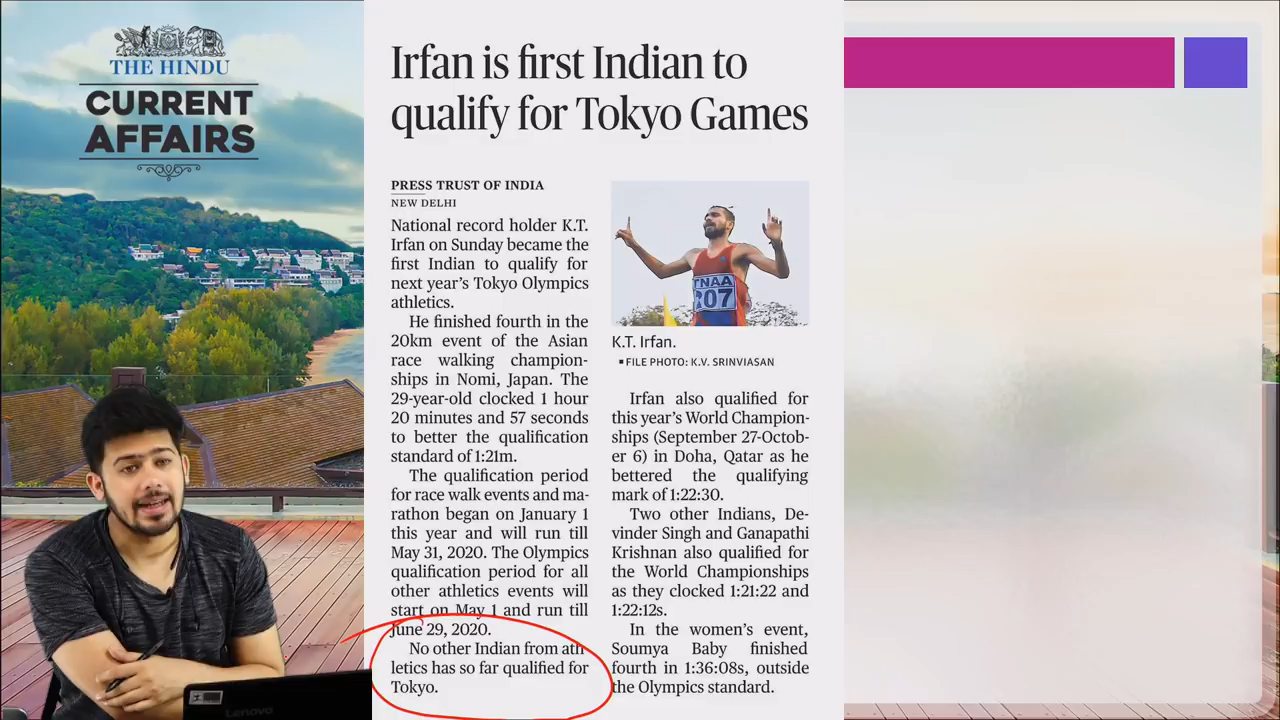 THE HINDU
CURRENT
AFFAIRS
Irfan is first Indian to
qualify for Tokyo Games
PRESS TRUST OF INDIA
NEW DELHI
National record holder K.T.
Irfan on Sunday became the
first Indian to qualify for
next year's Tokyo Olympics
athletics.
He finished fourth in the
20km event of the Asian
race walking champion-
ships in Nomi, Japan. The
29-year-old clocked 1 hour
20 minutes and 57 seconds
to better the qualification
standard of 1:21m.
The qualification period
for race walk events and ma-
rathon began on January 1
this year and will run till
May 31, 2020. The Olympics
qualification period for all
other athletics events will
start on May 1 and run till
June 29, 2020.
No other Indian from ath-
letics has so far qualified for
Tokyo.
TNAA
307
K.T. Irfan.
▪FILE PHOTO: K.V. SRINVIASAN
Irfan also qualified for
this year's World Champion-
ships (September 27-Octob-
er 6) in Doha, Qatar as he
bettered the qualifying
mark of 1:22:30.
Two other Indians, De-
vinder Singh and Ganapathi
Krishnan also qualified for
the World Championships
as they clocked 1:21:22 and
1:22:12s.
In the women's event,
Soumya Baby finished
fourth in 1:36:08s, outside
the Olympics standard.
Lenovo